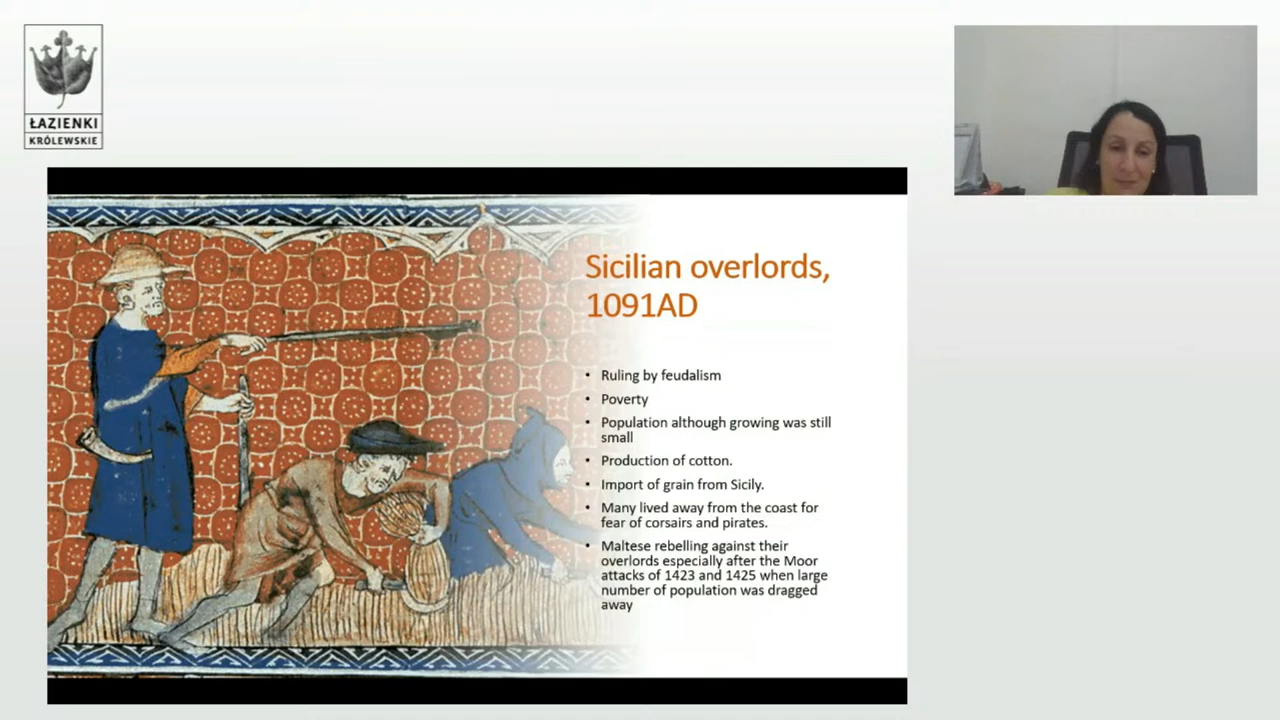 ŁAZIENKI
KRÓLEWSKIE
Sicilian overlords,
1091AD
• Ruling by feudalism
• Poverty
• Population although growing was still
small
• Production of cotton.
• Import of grain from Sicily.
• Many lived away from the coast for
fear of corsairs and pirates.
• Maltese rebelling against their
overlords especially after the Moor
attacks of 1423 and 1425 when large
number of population was dragged
away